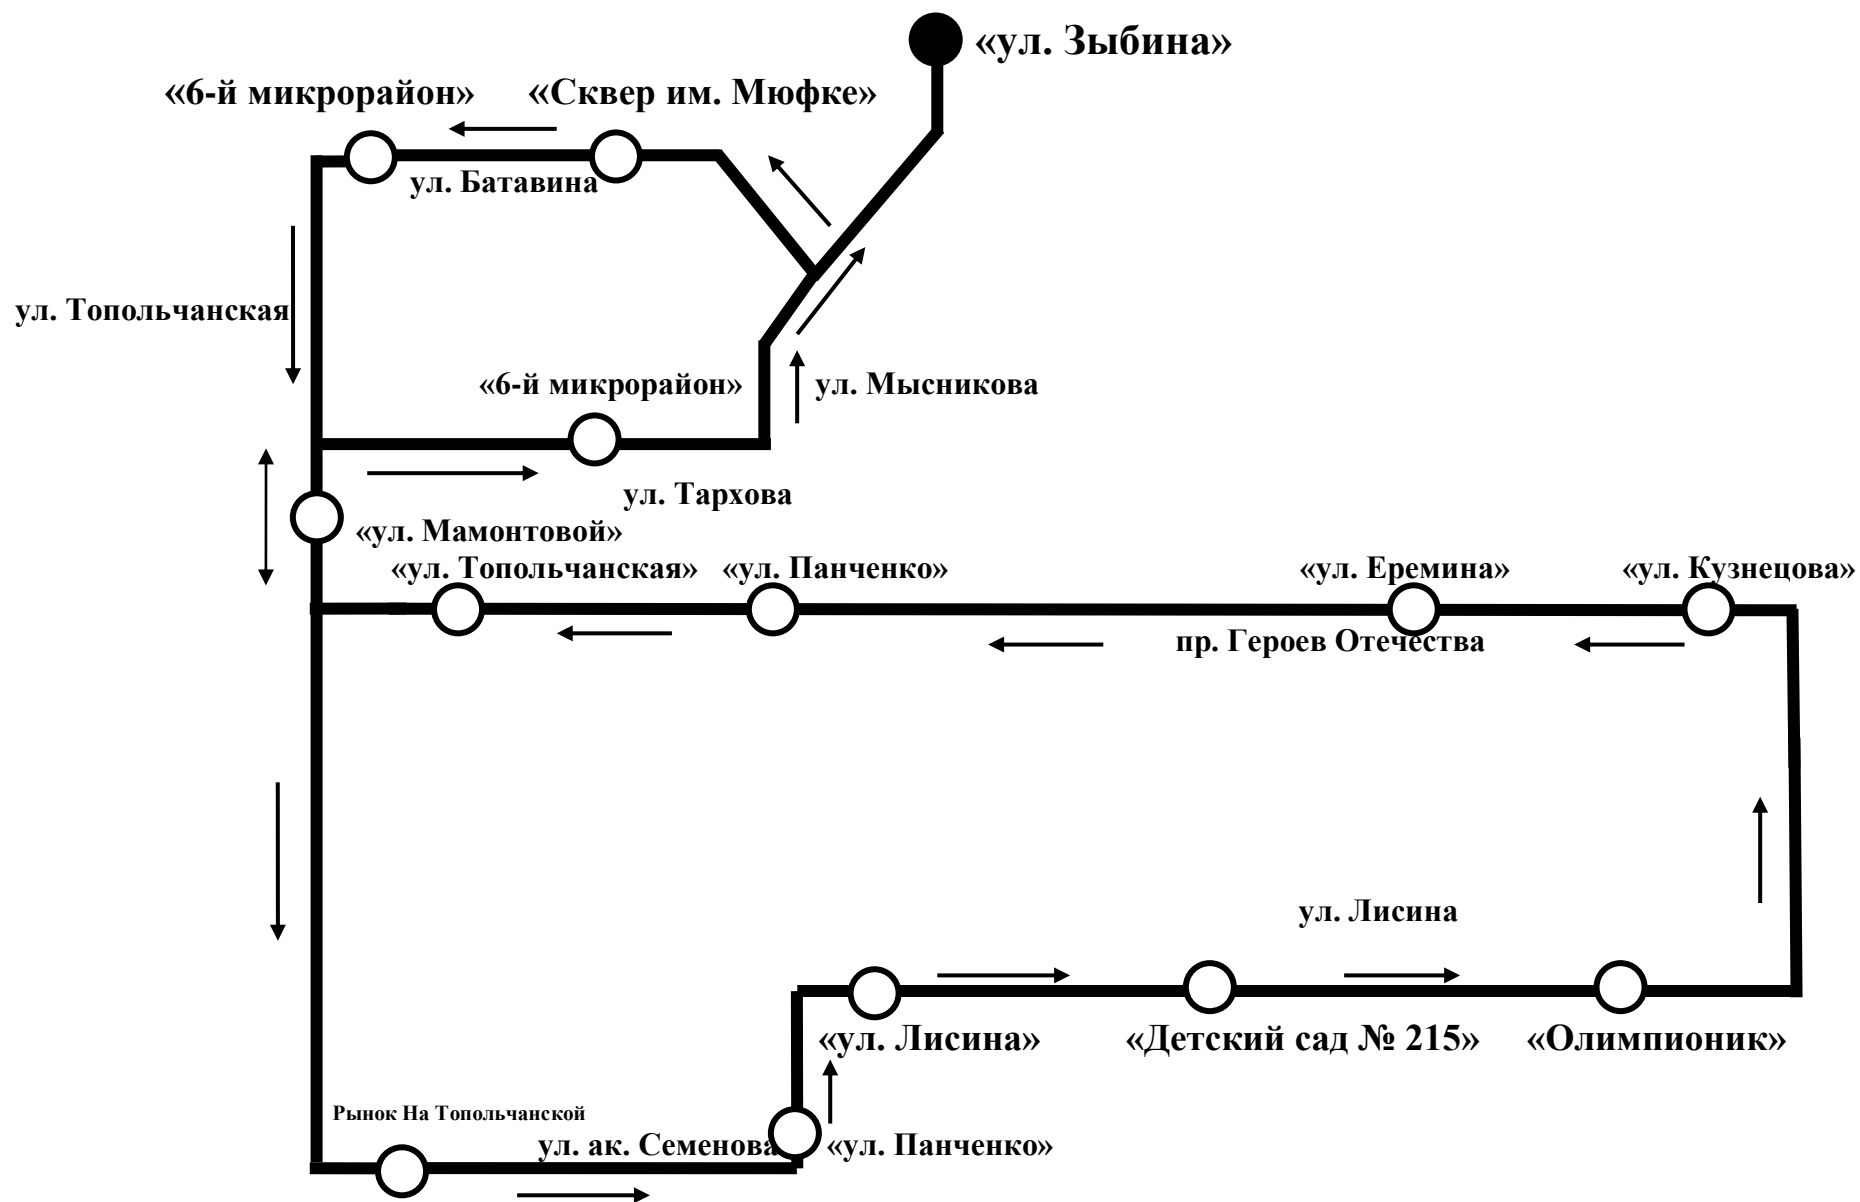 «ул. Зыбина»
«6-й микрорайон»
«Сквер им. Мюфке»
ул. Батавина
ул. Топольчанская
«6-й микрорайон»
ул. Мысникова
ул. Тархова
«ул. Мамонтовой»
«ул. Топольчанская»
«ул. Панченко»
«ул. Еремина»
«ул. Кузнецова»
пр. Героев Отечества
ул. Лисина
«ул. Лисина»
«Детский сад № 215»
«Олимпионик»
Рынок На Топольчанской
ул. ак. Семенова
«ул. Панченко»